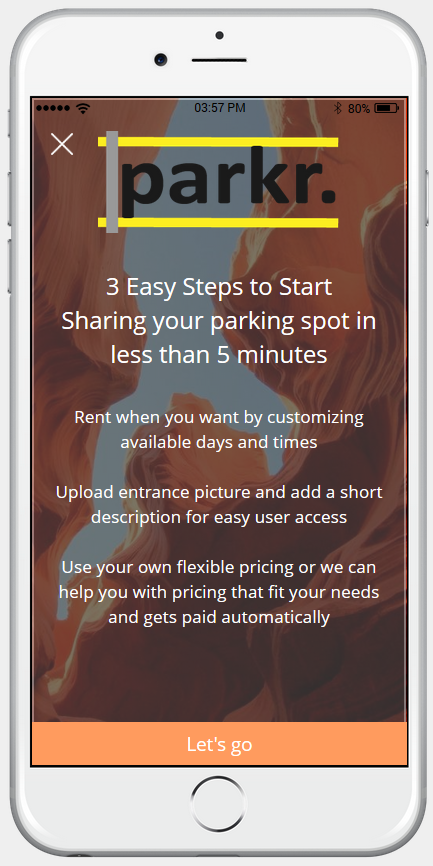 03:57 PM
80%
parkr.
3 Easy Steps to Start
Sharing your parking spot in
less than 5 minutes
Rent when you want by customizing
available days and times
Upload entrance picture and add a short
description for easy user access
Use your own flexible pricing or we can
help you with pricing that fit your needs
and gets paid automatically
Let's go